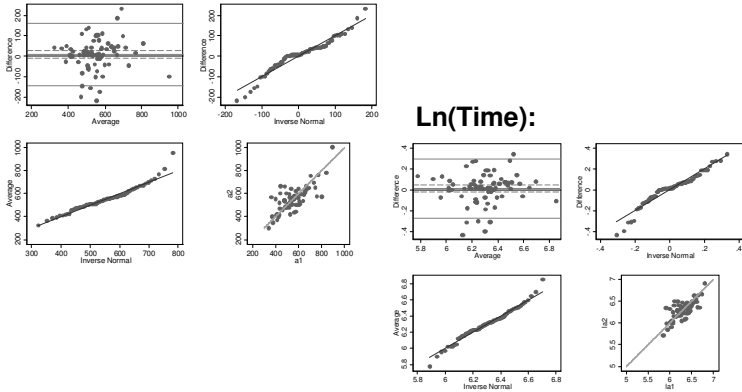 Difference
-200 -100 0 100 200
200 400 600 800 1000
Average
Difference
-200 -100 0 100 200
-200 -100 0 100 200
Inverse Normal
Ln(Time):
Average
200 400 600 800 1000
300 400 500 600 700 800
Inverse Normal
a2
200 400 600 800 1000
200 400 600 800 1000
a1
Difference
-.4 -.2 0 .2 .4
5.8 6 6.2 6.4 6.6 6.8
Average
Difference
-.4 -.2 0 .2 .4
-.4 -.2 0 .2 .4
Inverse Normal
Average
5.8 6 6.2 6.4 6.6 6.8
5.8 6 6.2 6.4 6.6 6.8
Inverse Normal
la2
5 5.5 6 6.5 7
5 5.5 6 6.5 7
la1